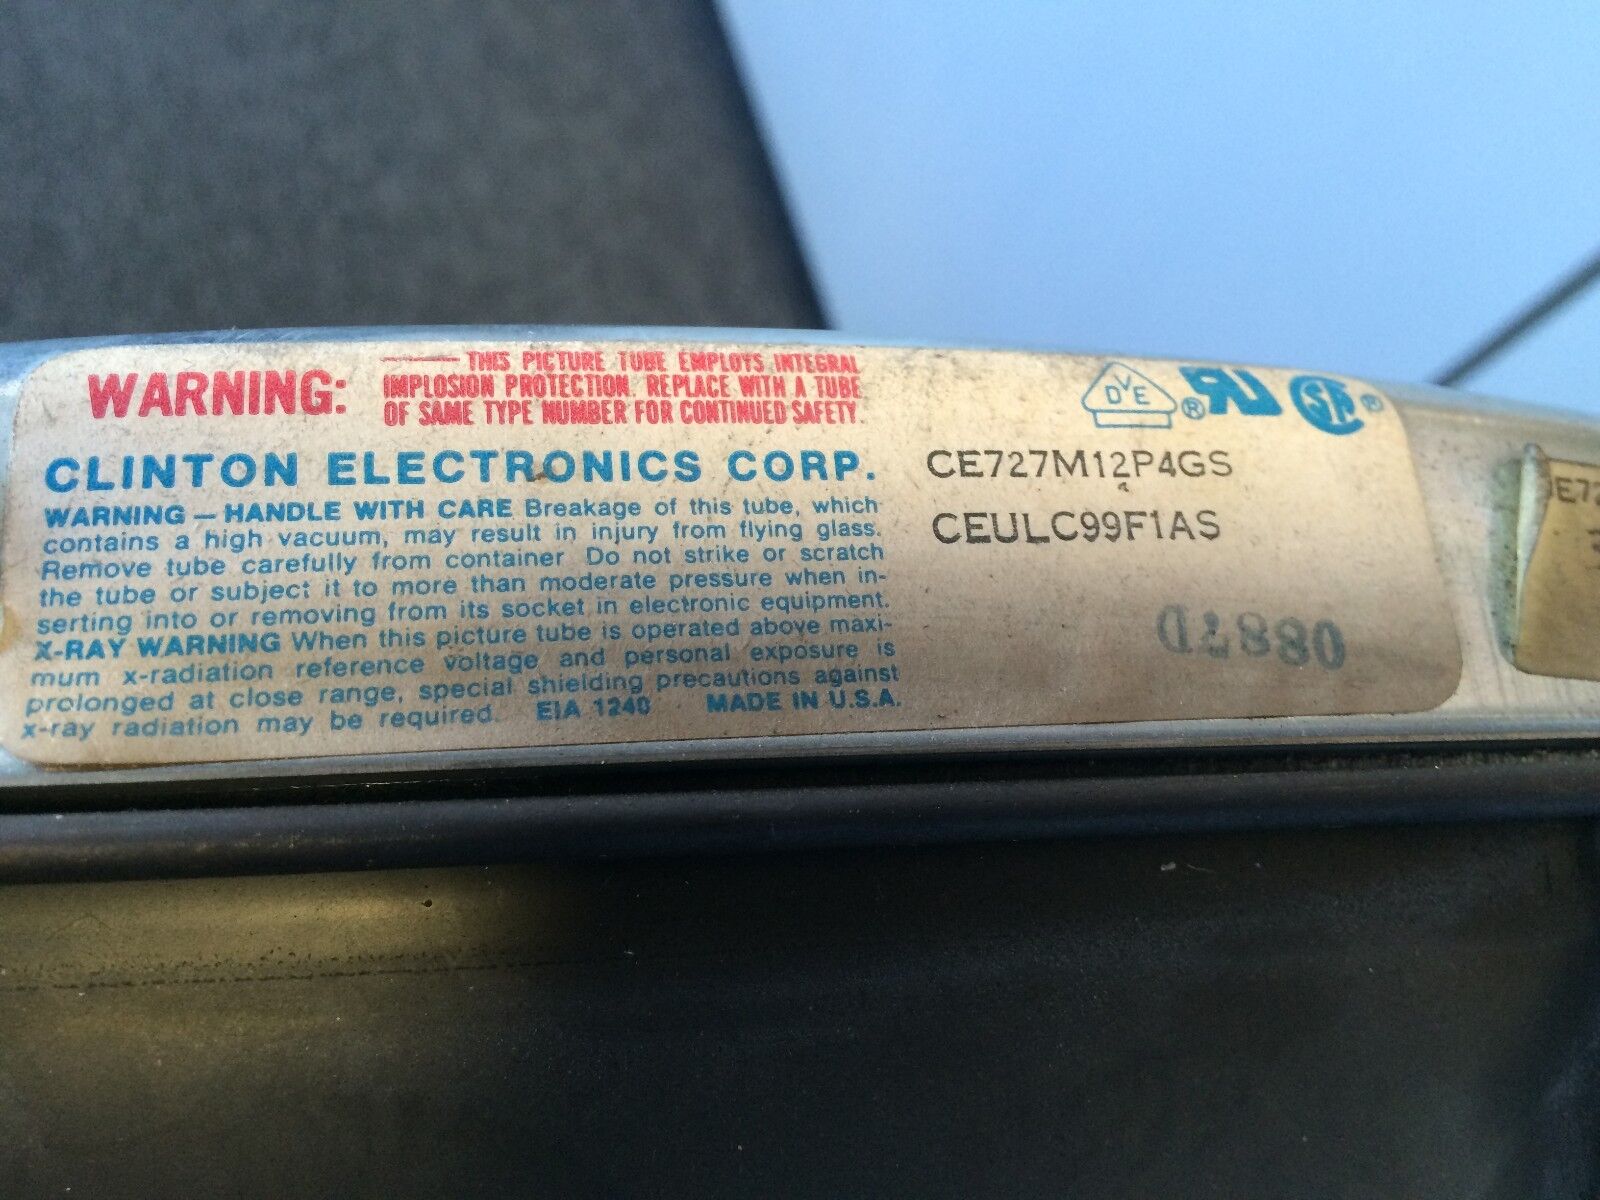 WARNING: THIS PICTURE TUBE EMPLOYS INTEGRAL
IMPLOSION PROTECTION. REPLACE WITH A TUBE
OF SAME TYPE NUMBER FOR CONTINUED SAFETY.
VDE ® RU SA ®
CLINTON ELECTRONICS CORP.
WARNING — HANDLE WITH CARE Breakage of this tube, which
contains a high vacuum, may result in injury from flying glass.
Remove tube carefully from container Do not strike or scratch
the tube or subject it to more than moderate pressure when in-
serting into or removing from its socket in electronic equipment.
X-RAY WARNING When this picture tube is operated above maxi-
mum x-radiation reference voltage and personal exposure is
prolonged at close range, special shielding precautions against
x-ray radiation may be required. EIA 1240 MADE IN U.S.A.
CE727M12P4GS
CEULC99F1AS